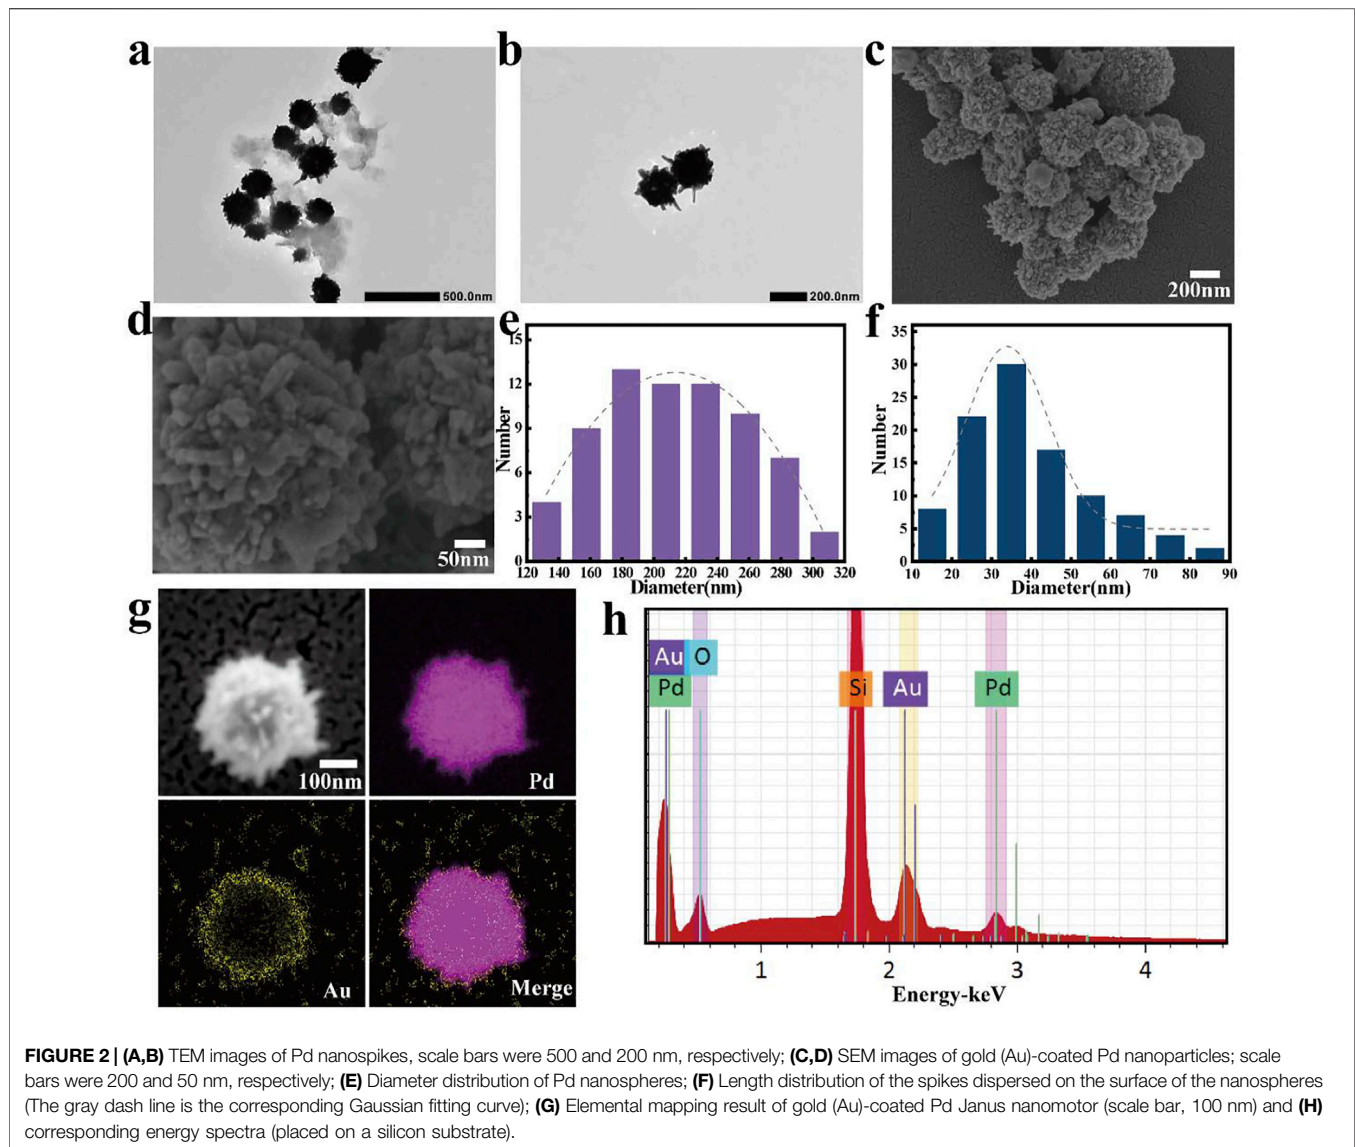 a
500.0nm
b
200.0nm
c
200nm
d
50nm
e
15
12
9
6
3
0
Number
120 140 160 180 200 220 240 260 280 300 320
Diameter(nm)
f
35
30
25
20
15
10
5
0
Number
10 20 30 40 50 60 70 80 90
Diameter(nm)
g
100nm
Pd
Au
Merge
h
Au O
Pd Si Au Pd
1 2 3 4
Energy-keV
FIGURE 2 | (A,B) TEM images of Pd nanospikes, scale bars were 500 and 200 nm, respectively; (C,D) SEM images of gold (Au)-coated Pd nanoparticles; scale
bars were 200 and 50 nm, respectively; (E) Diameter distribution of Pd nanospheres; (F) Length distribution of the spikes dispersed on the surface of the nanospheres
(The gray dash line is the corresponding Gaussian fitting curve); (G) Elemental mapping result of gold (Au)-coated Pd Janus nanomotor (scale bar, 100 nm) and (H)
corresponding energy spectra (placed on a silicon substrate).